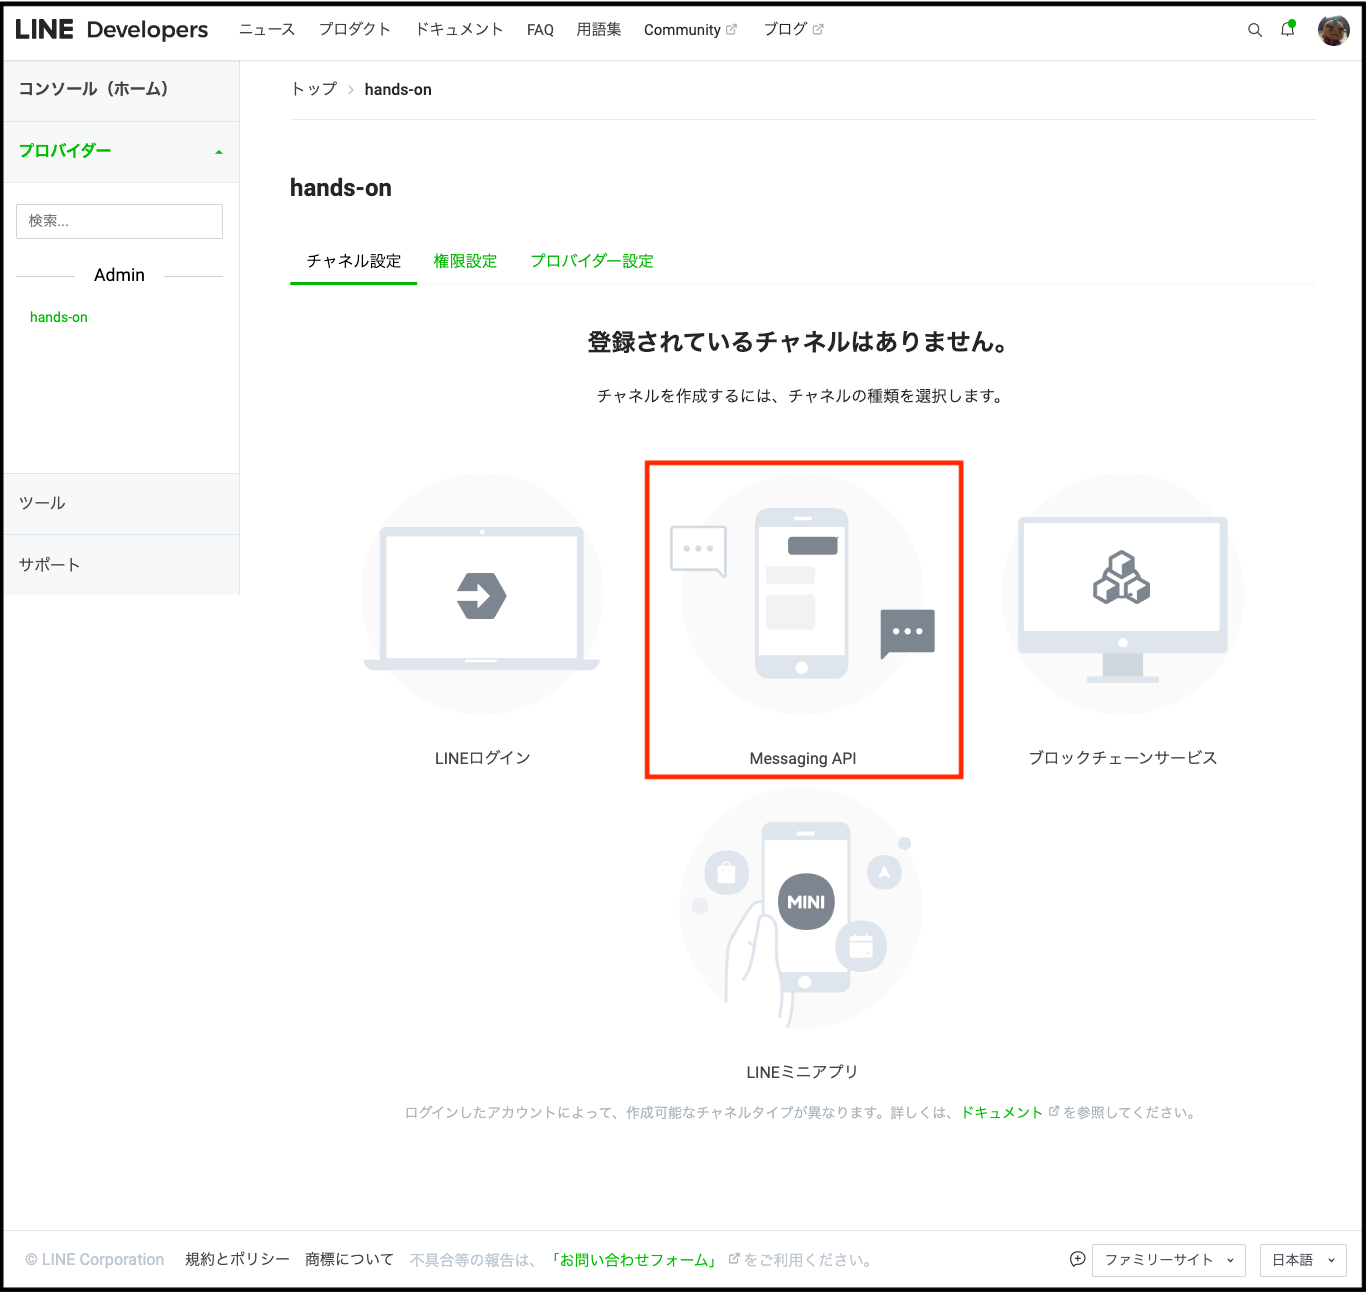 LINE Developers ニュース プロダクト ドキュメント FAQ 用語集 Community ブログ
コンソール（ホーム）
プロバイダー
検索...
Admin
hands-on
ツール
サポート
トップ > hands-on
hands-on
チャネル設定 権限設定 プロバイダー設定
登録されているチャネルはありません。
チャネルを作成するには、チャネルの種類を選択します。
LINEログイン Messaging API ブロックチェーンサービス
MINI
LINEミニアプリ
ログインしたアカウントによって、作成可能なチャネルタイプが異なります。詳しくは、ドキュメント を参照してください。
© LINE Corporation 規約とポリシー 商標について 不具合等の報告は、「お問い合わせフォーム」 をご利用ください。 ファミリーサイト 日本語